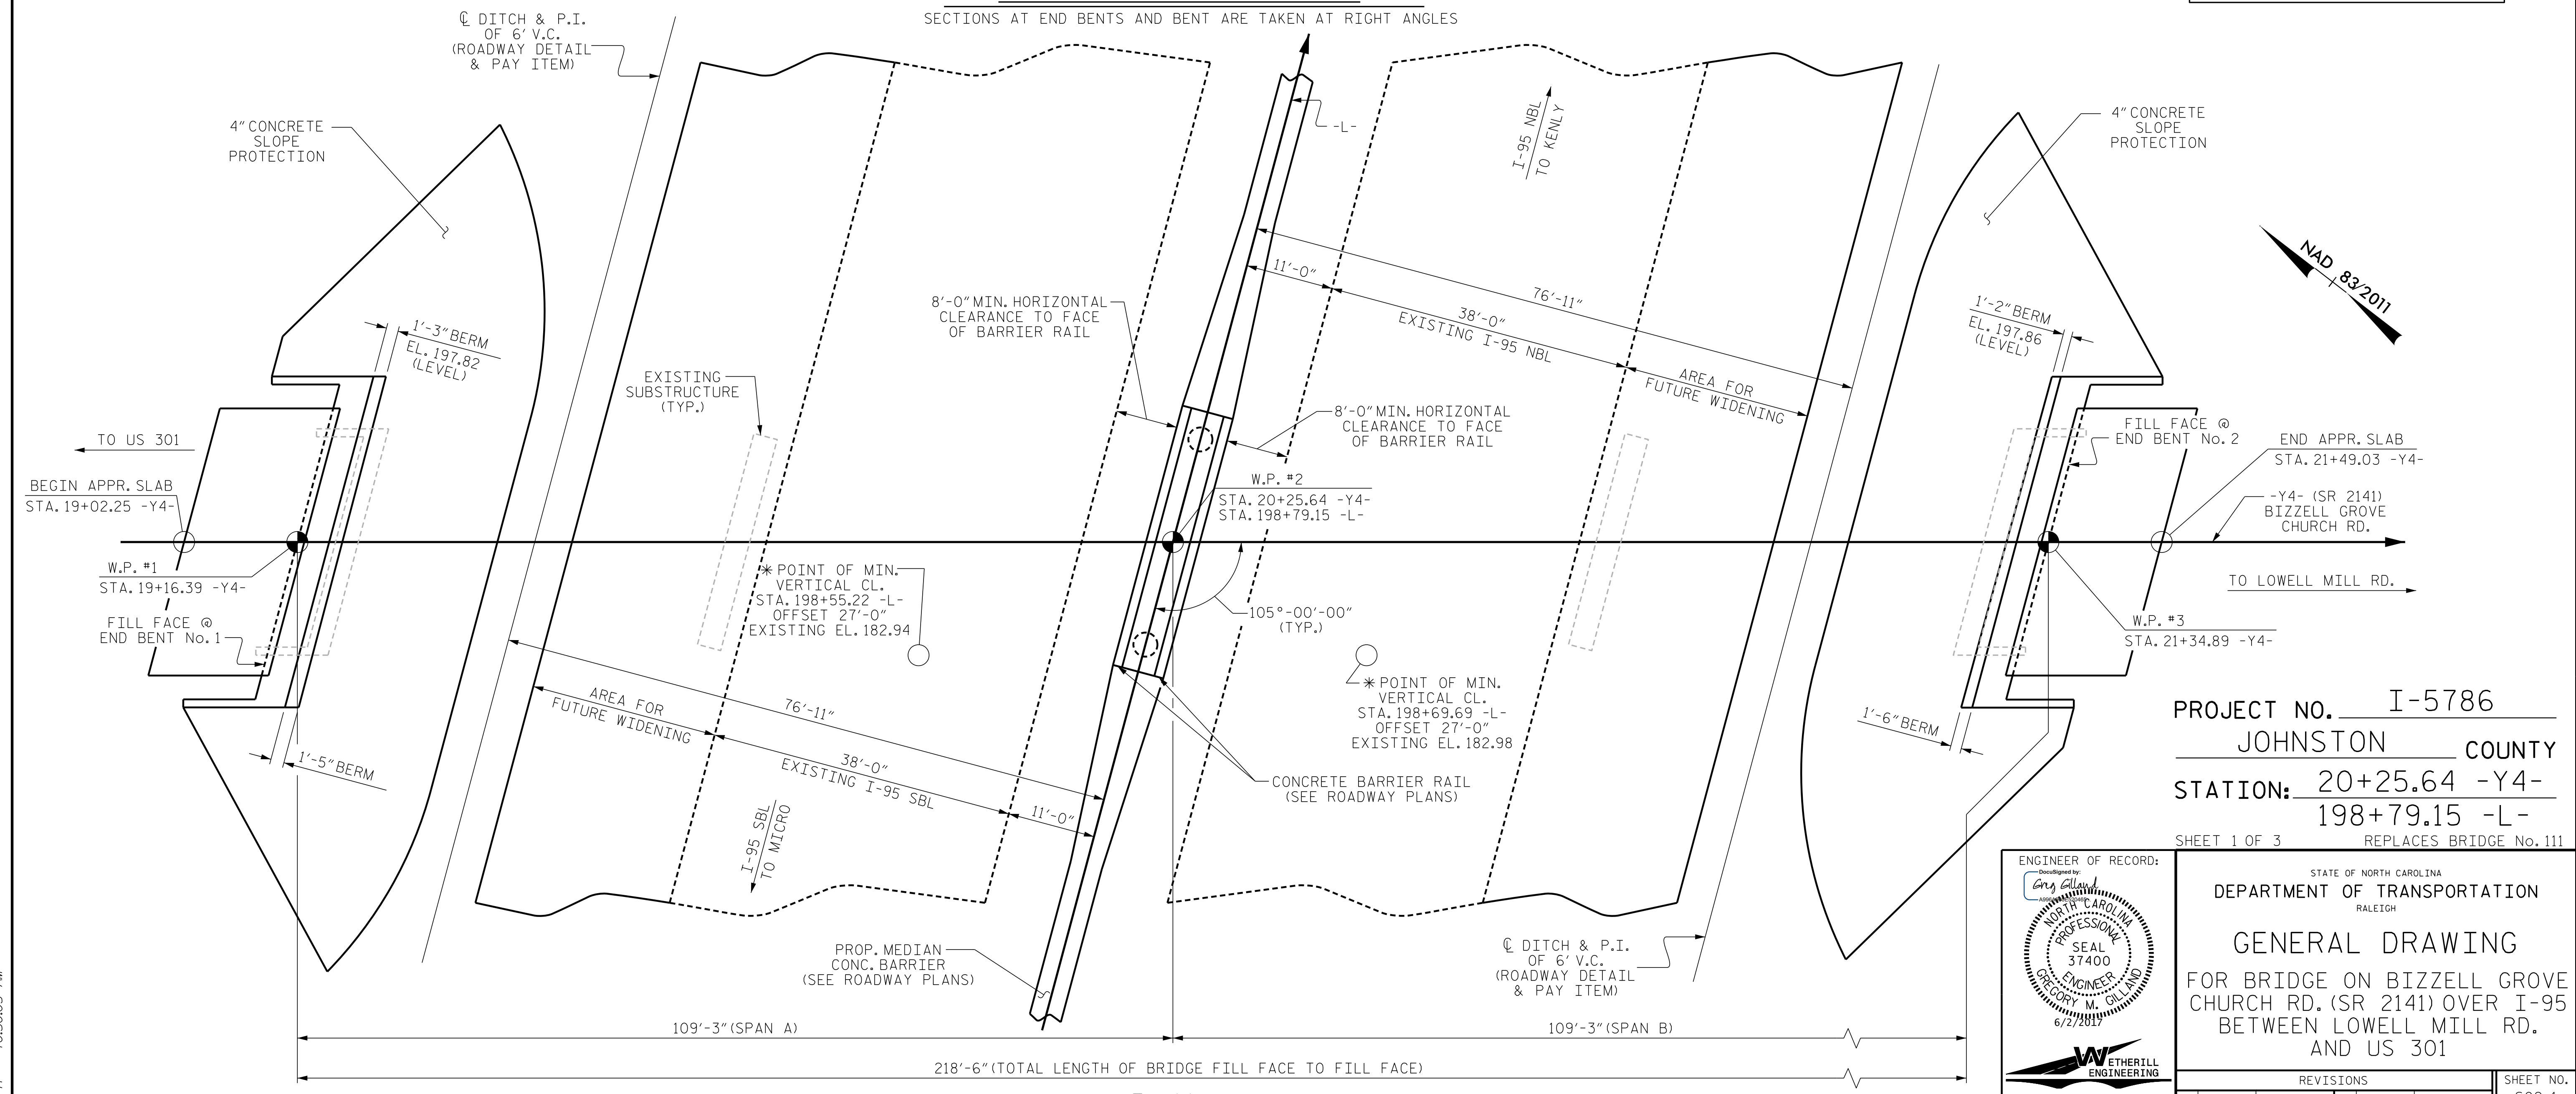 SECTIONS AT END BENTS AND BENT ARE TAKEN AT RIGHT ANGLES
℄ DITCH & P.I.
OF 6' V.C.
(ROADWAY DETAIL
& PAY ITEM)
4" CONCRETE
SLOPE
PROTECTION
-L-
I-95 NBL
TO KENLY
4" CONCRETE
SLOPE
PROTECTION
NAD 83/2011
1'-3" BERM
EL. 197.82
(LEVEL)
8'-0" MIN. HORIZONTAL
CLEARANCE TO FACE
OF BARRIER RAIL
11'-0"
76'-11"
38'-0"
EXISTING I-95 NBL
AREA FOR
FUTURE WIDENING
1'-2" BERM
EL. 197.86
(LEVEL)
EXISTING
SUBSTRUCTURE
(TYP.)
8'-0" MIN. HORIZONTAL
CLEARANCE TO FACE
OF BARRIER RAIL
TO US 301
BEGIN APPR. SLAB
STA. 19+02.25 -Y4-
W.P. #2
STA. 20+25.64 -Y4-
STA. 198+79.15 -L-
FILL FACE @
END BENT No. 2
END APPR. SLAB
STA. 21+49.03 -Y4-
-Y4- (SR 2141)
BIZZELL GROVE
CHURCH RD.
W.P. #1
STA. 19+16.39 -Y4-
FILL FACE @
END BENT No. 1
* POINT OF MIN.
VERTICAL CL.
STA. 198+55.22 -L-
OFFSET 27'-0"
EXISTING EL. 182.94
105°-00'-00"
(TYP.)
TO LOWELL MILL RD.
W.P. #3
STA. 21+34.89 -Y4-
* POINT OF MIN.
VERTICAL CL.
STA. 198+69.69 -L-
OFFSET 27'-0"
EXISTING EL. 182.98
AREA FOR
FUTURE WIDENING
76'-11"
38'-0"
EXISTING I-95 SBL
11'-0"
1'-5" BERM
1'-6" BERM
I-95 SBL
TO MICRO
CONCRETE BARRIER RAIL
(SEE ROADWAY PLANS)
PROP. MEDIAN
CONC. BARRIER
(SEE ROADWAY PLANS)
℄ DITCH & P.I.
OF 6' V.C.
(ROADWAY DETAIL
& PAY ITEM)
109'-3" (SPAN A)
109'-3" (SPAN B)
218'-6" (TOTAL LENGTH OF BRIDGE FILL FACE TO FILL FACE)
PROJECT NO. I-5786
JOHNSTON COUNTY
STATION: 20+25.64 -Y4-
198+79.15 -L-
SHEET 1 OF 3 REPLACES BRIDGE No. 111
ENGINEER OF RECORD:
DocuSigned by:
Greg Gilland
NORTH CAROLINA
PROFESSIONAL
SEAL
37400
ENGINEER
GREGORY M. GILLAND
6/2/2017
WETHERILL
ENGINEERING
STATE OF NORTH CAROLINA
DEPARTMENT OF TRANSPORTATION
RALEIGH
GENERAL DRAWING
FOR BRIDGE ON BIZZELL GROVE
CHURCH RD. (SR 2141) OVER I-95
BETWEEN LOWELL MILL RD.
AND US 301
REVISIONS
SHEET NO.